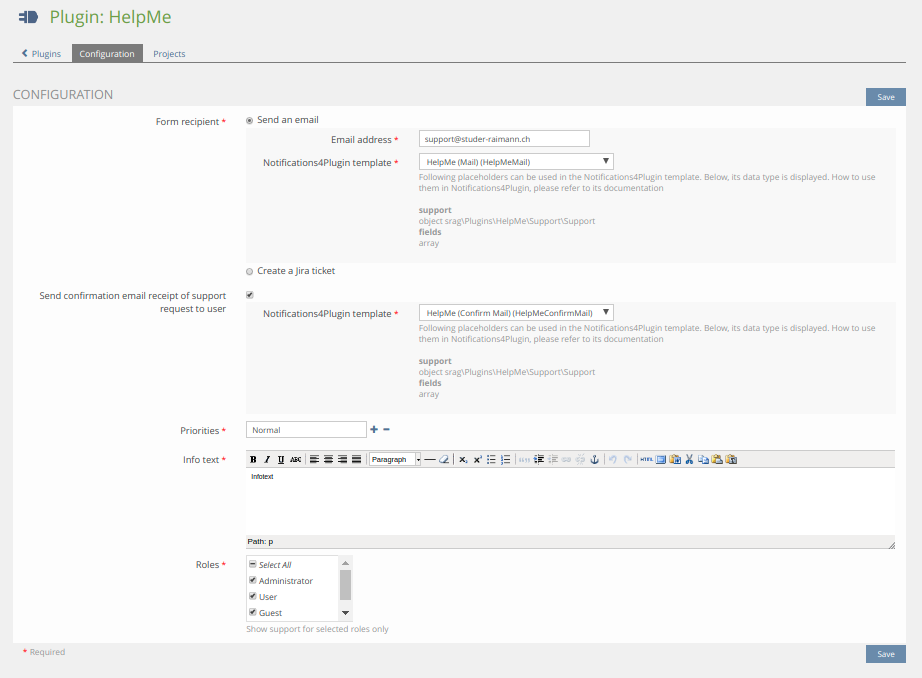 Plugin: HelpMe
Plugins
Configuration
Projects
CONFIGURATION
Save
Form recipient *
Send an email
Email address *
support@studer-raimann.ch
Notifications4Plugin template *
HelpMe (Mail) (HelpMeMail)
Following placeholders can be used in the Notifications4Plugin template. Below, its data type is displayed. How to use
them in Notifications4Plugin, please refer to its documentation
support
object srag\Plugins\HelpMe\Support\Support
fields
array
Create a Jira ticket
Send confirmation email receipt of support
request to user
Notifications4Plugin template *
HelpMe (Confirm Mail) (HelpMeConfirmMail)
Following placeholders can be used in the Notifications4Plugin template. Below, its data type is displayed. How to use
them in Notifications4Plugin, please refer to its documentation
support
object srag\Plugins\HelpMe\Support\Support
fields
array
Priorities *
Normal
Info text *
B I U ABC
Paragraph
HTML
Infotext
Path: p
Roles *
Select All
Administrator
User
Guest
Show support for selected roles only
* Required
Save